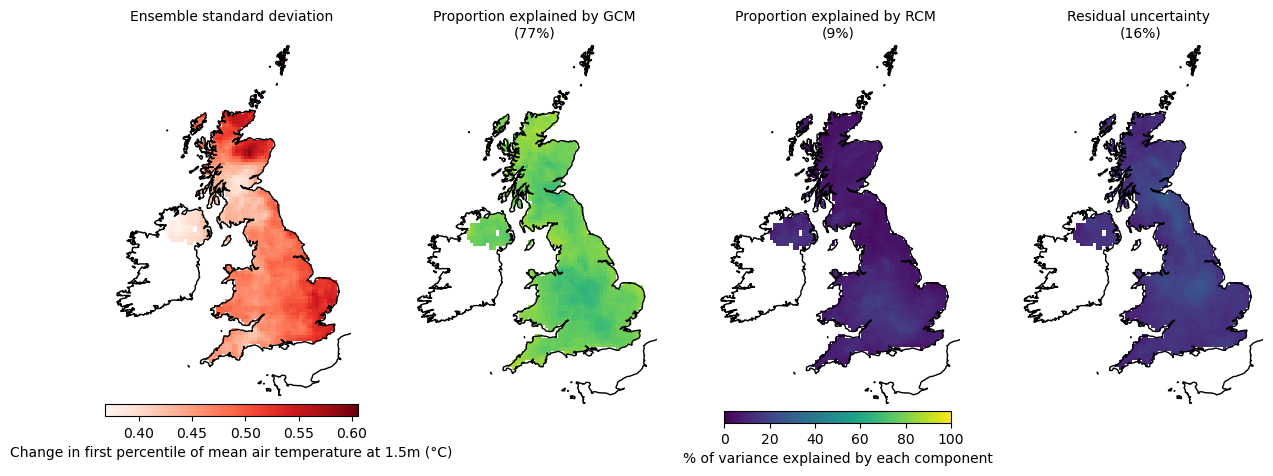 Ensemble standard deviation
Proportion explained by GCM
(77%)
Proportion explained by RCM
(9%)
Residual uncertainty
(16%)
0.40 0.45 0.50 0.55 0.60
Change in first percentile of mean air temperature at 1.5m (°C)
0 20 40 60 80 100
% of variance explained by each component